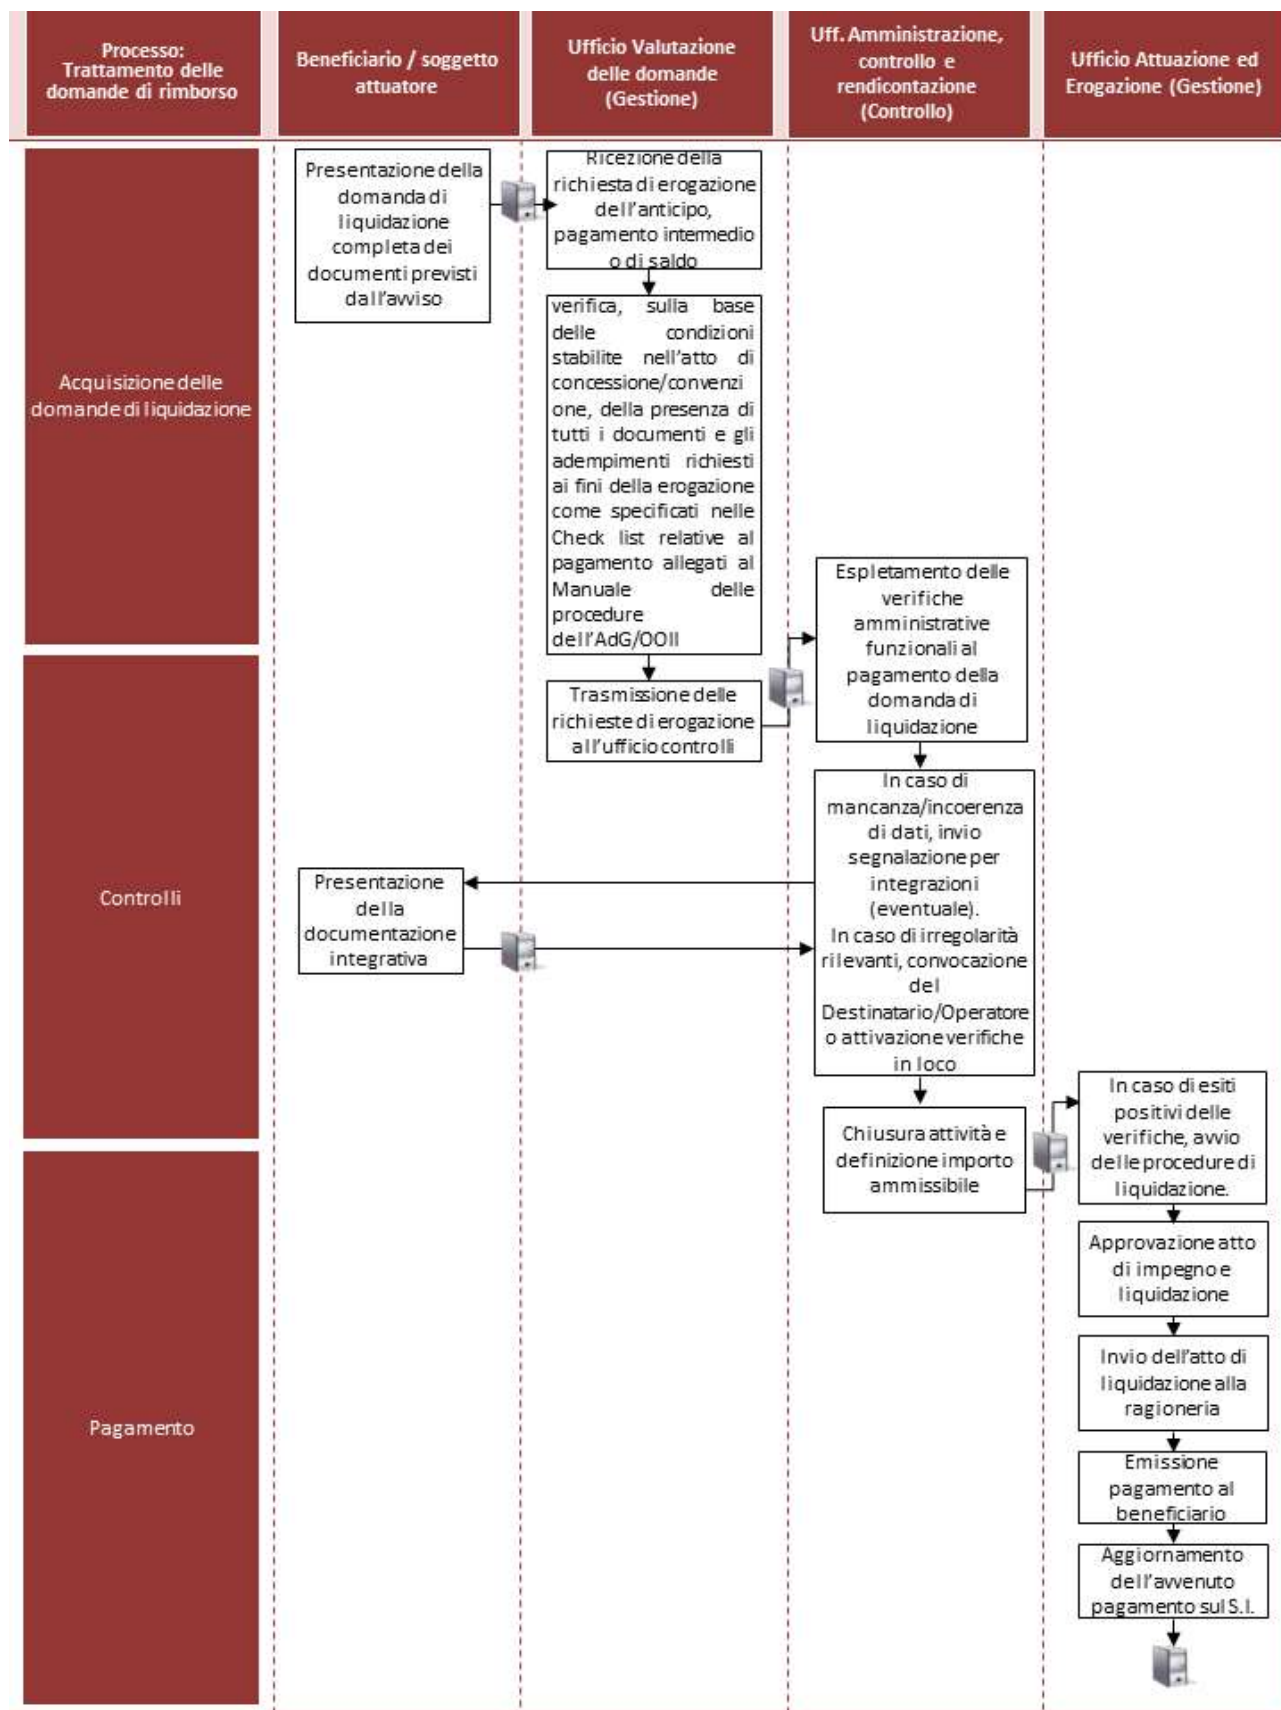 Processo:
Trattamento delle
domande di rimborso
Beneficiario / soggetto
attuatore
Ufficio Valutazione
delle domande
(Gestione)
Uff. Amministrazione,
controllo e
rendicontazione
(Controllo)
Ufficio Attuazione ed
Erogazione (Gestione)
Acquisizione delle
domande di liquidazione
Presentazione della
domanda di
liquidazione
completa dei
documenti previsti
dall'avviso
Ricezione della
richiesta di erogazione
dell'anticipo,
pagamento intermedio
o di saldo
verifica, sulla base
delle condizioni
stabilite nell'atto di
concessione/convenzi
one, della presenza di
tutti i documenti e gli
adempimenti richiesti
ai fini della erogazione
come specificati nelle
Check list relative al
pagamento allegati al
Manuale delle
procedure
dell'AdG/OOII
Trasmissione delle
richieste di erogazione
all'ufficio controlli
Espletamento delle
verifiche
amministrative
funzionali al
pagamento della
domanda di
liquidazione
Controlli
In caso di
mancanza/incoerenza
di dati, invio
segnalazione per
integrazioni
(eventuale).
In caso di irregolarità
rilevanti, convocazione
del
Destinatario/Operatore
o attivazione verifiche
in loco
Presentazione
della
documentazione
integrativa
Chiusura attività e
definizione importo
ammissibile
In caso di esiti
positivi delle
verifiche, avvio
delle procedure di
liquidazione.
Pagamento
Approvazione atto
di impegno e
liquidazione
Invio dell'atto di
liquidazione alla
ragioneria
Emissione
pagamento al
beneficiario
Aggiornamento
dell'avvenuto
pagamento sul S.I.